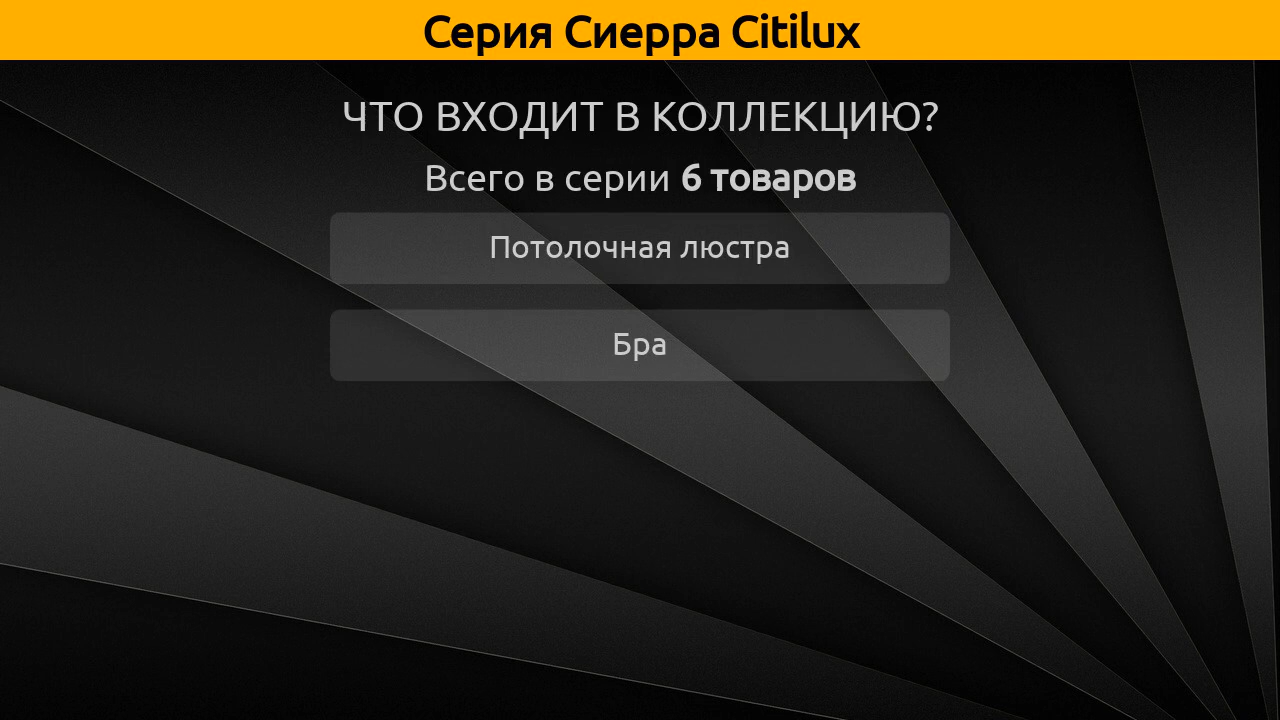 Серия Сиерра Citilux
ЧТО ВХОДИТ В КОЛЛЕКЦИЮ?
Всего в серии 6 товаров
Потолочная люстра
Бра